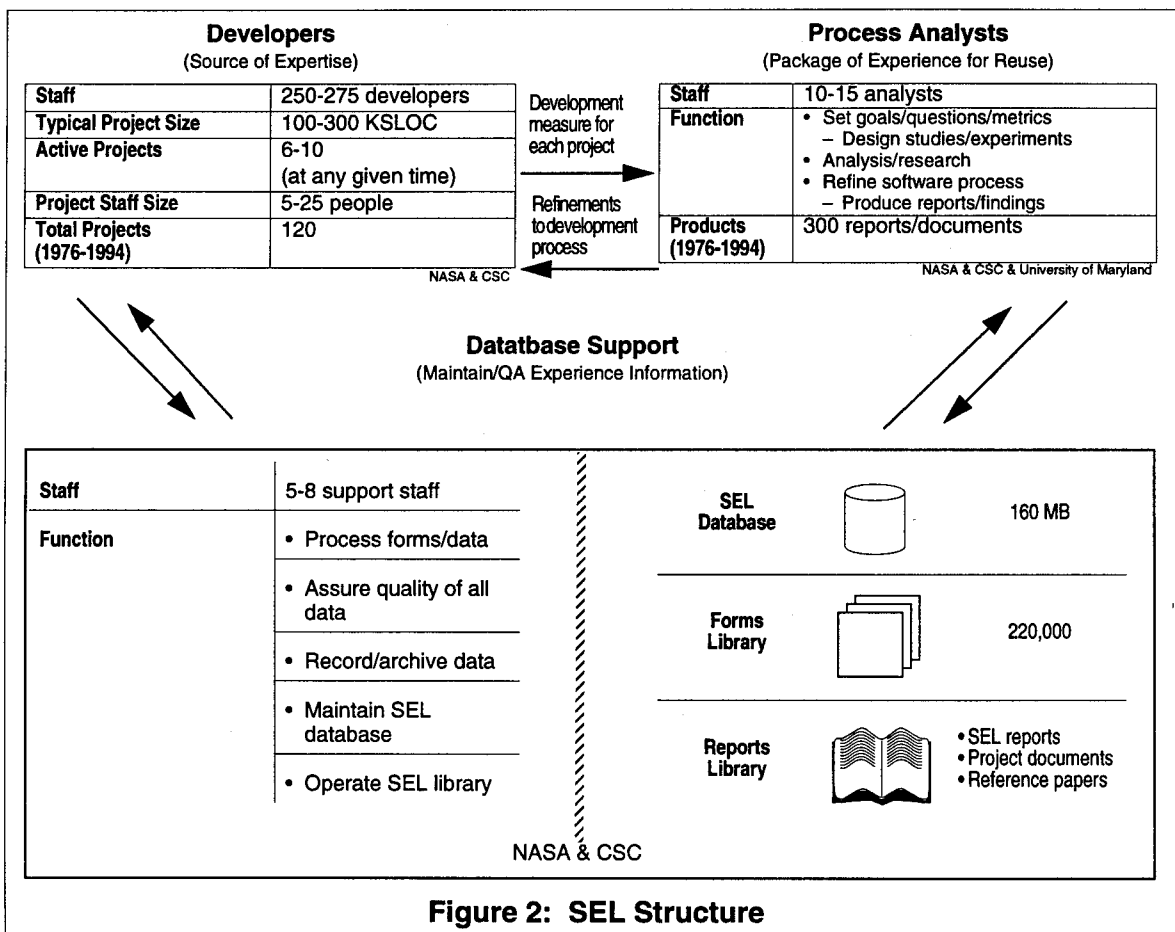 Developers
(Source of Expertise)
Staff 250-275 developers
Typical Project Size 100-300 KSLOC
Active Projects 6-10
(at any given time)
Project Staff Size 5-25 people
Total Projects 120
(1976-1994)
NASA & CSC
Development
measure for
each project
Refinements
to development
process
Process Analysts
(Package of Experience for Reuse)
Staff 10-15 analysts
Function • Set goals/questions/metrics
– Design studies/experiments
• Analysis/research
• Refine software process
– Produce reports/findings
Products 300 reports/documents
(1976-1994)
NASA & CSC & University of Maryland
Datatbase Support
(Maintain/QA Experience Information)
Staff 5-8 support staff
Function • Process forms/data
• Assure quality of all
data
• Record/archive data
• Maintain SEL
database
• Operate SEL library
SEL
Database
160 MB
Forms
Library
220,000
Reports
Library
• SEL reports
• Project documents
• Reference papers
NASA & CSC
Figure 2: SEL Structure